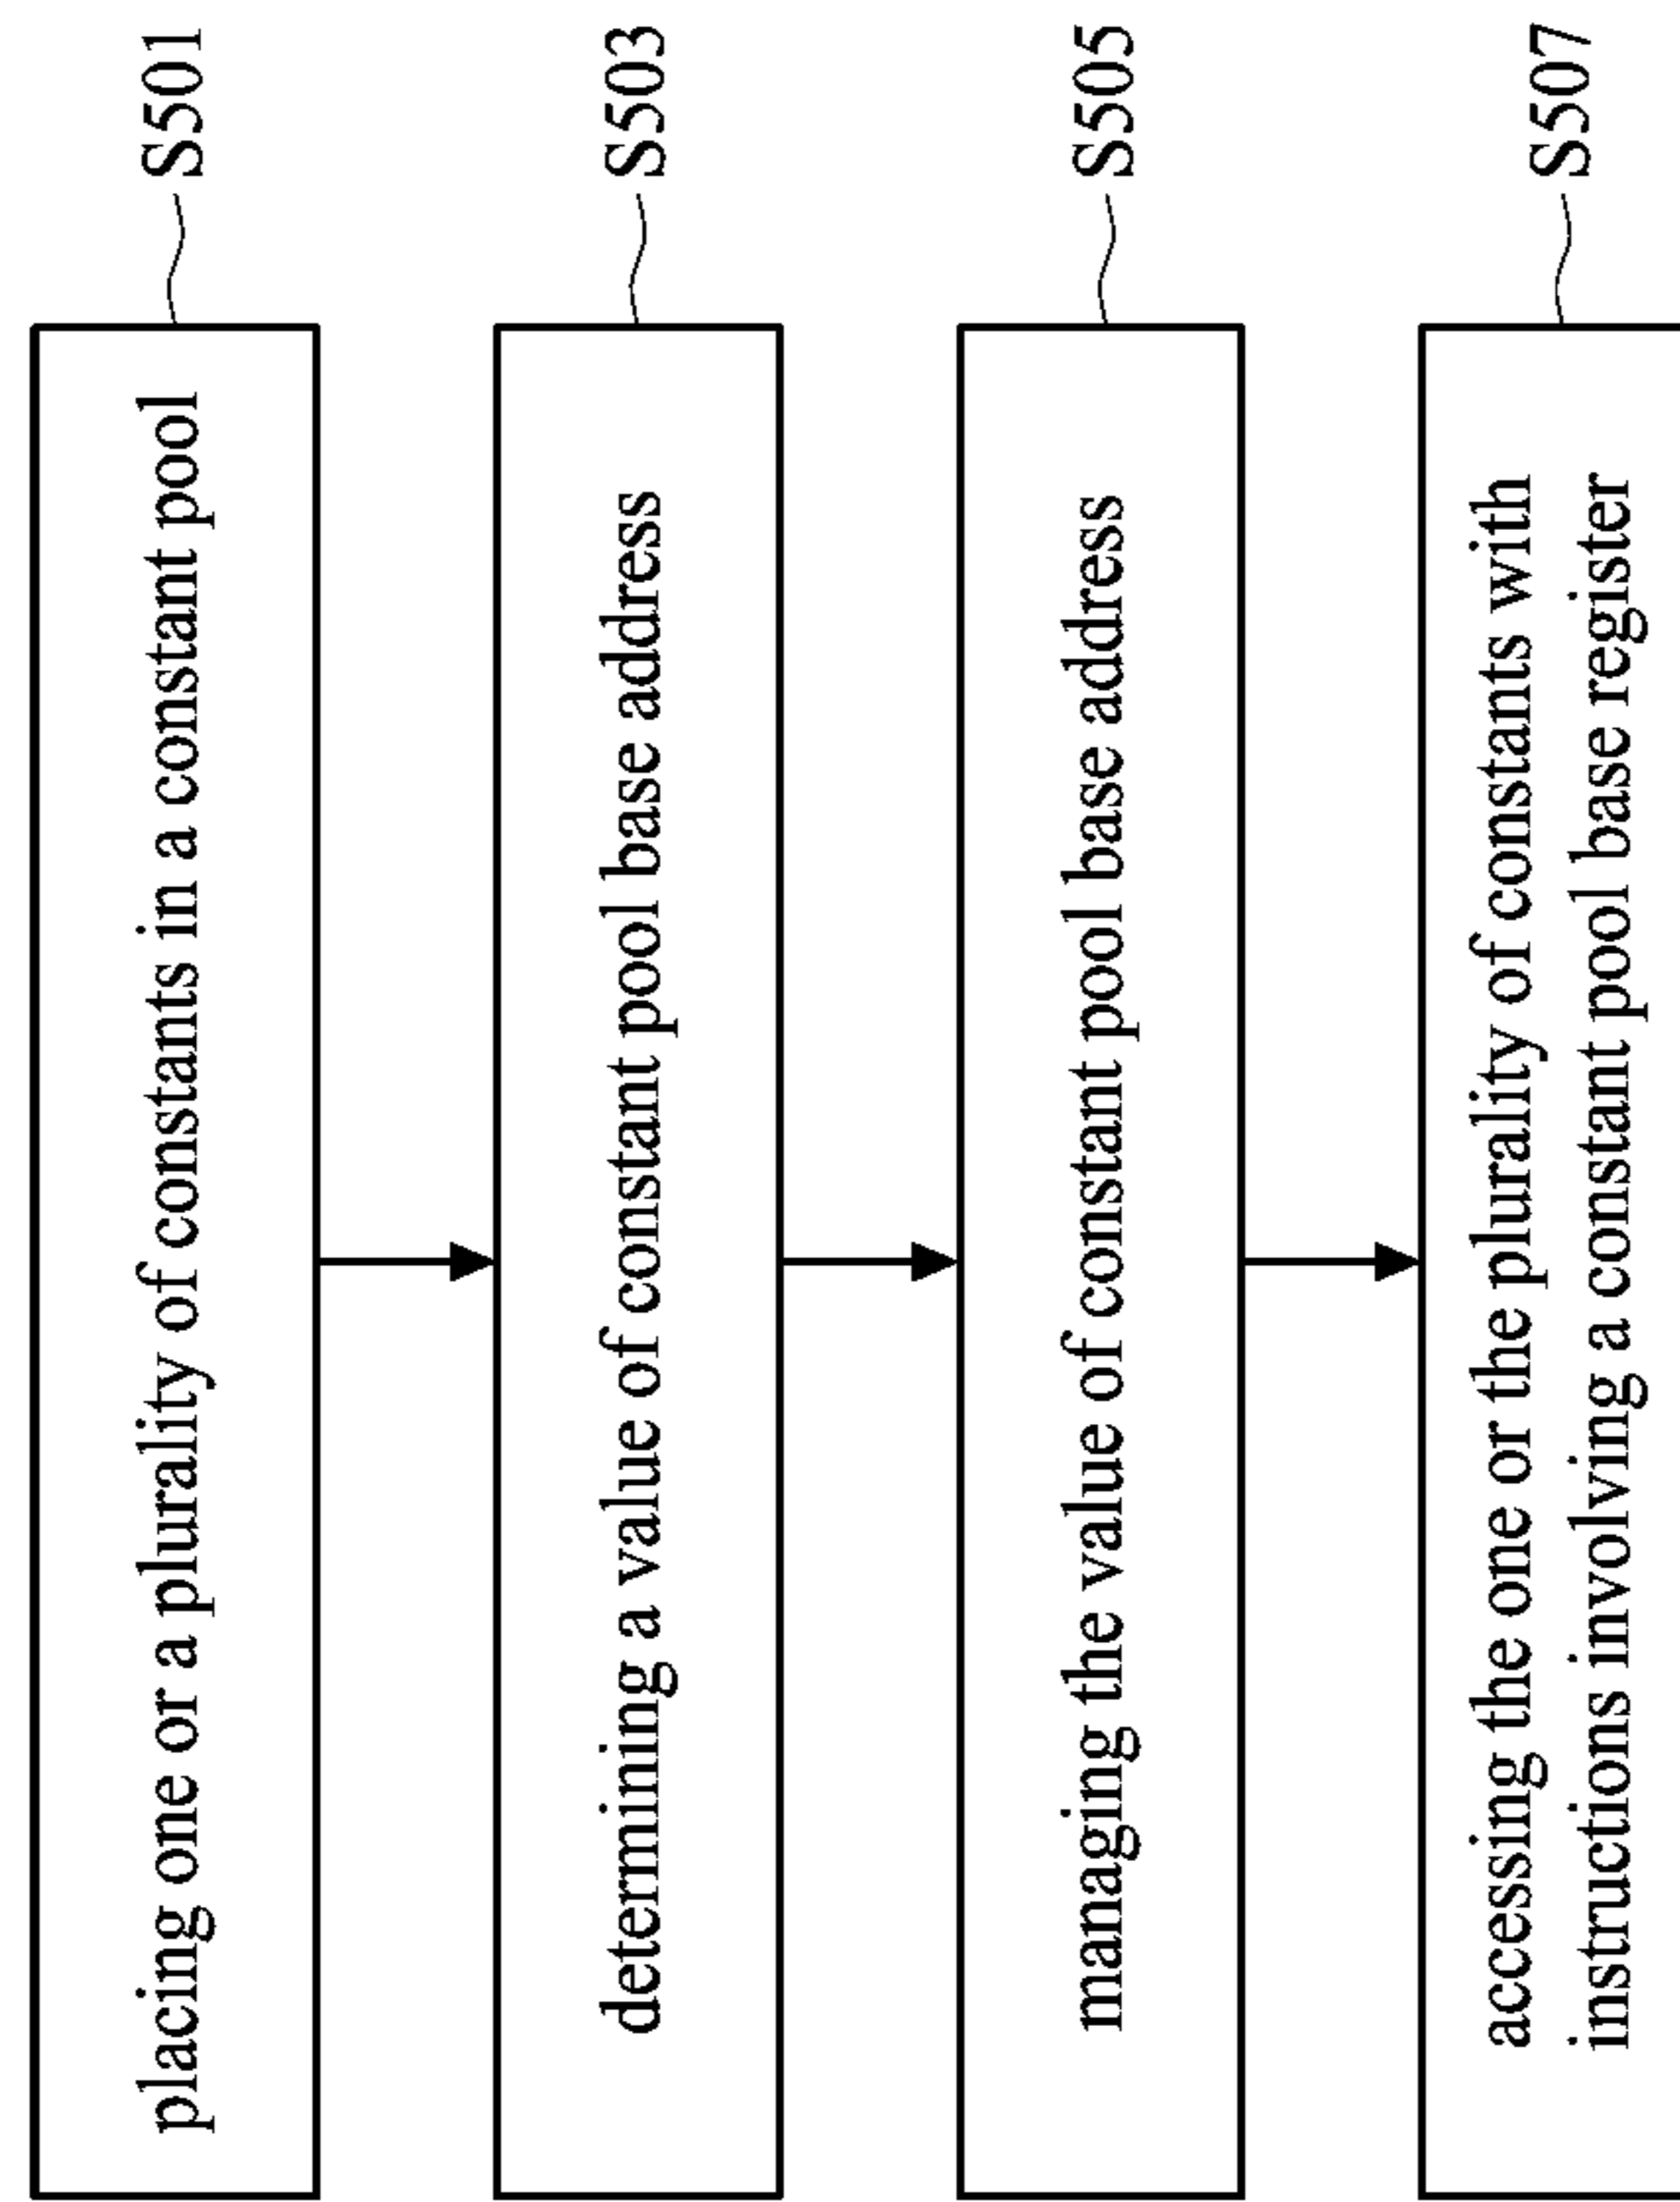 placing one or a plurality of constants in a constant pool
S501
determining a value of constant pool base address
S503
managing the value of constant pool base address
S505
accessing the one or the plurality of constants with
instructions involving a constant pool base register
S507